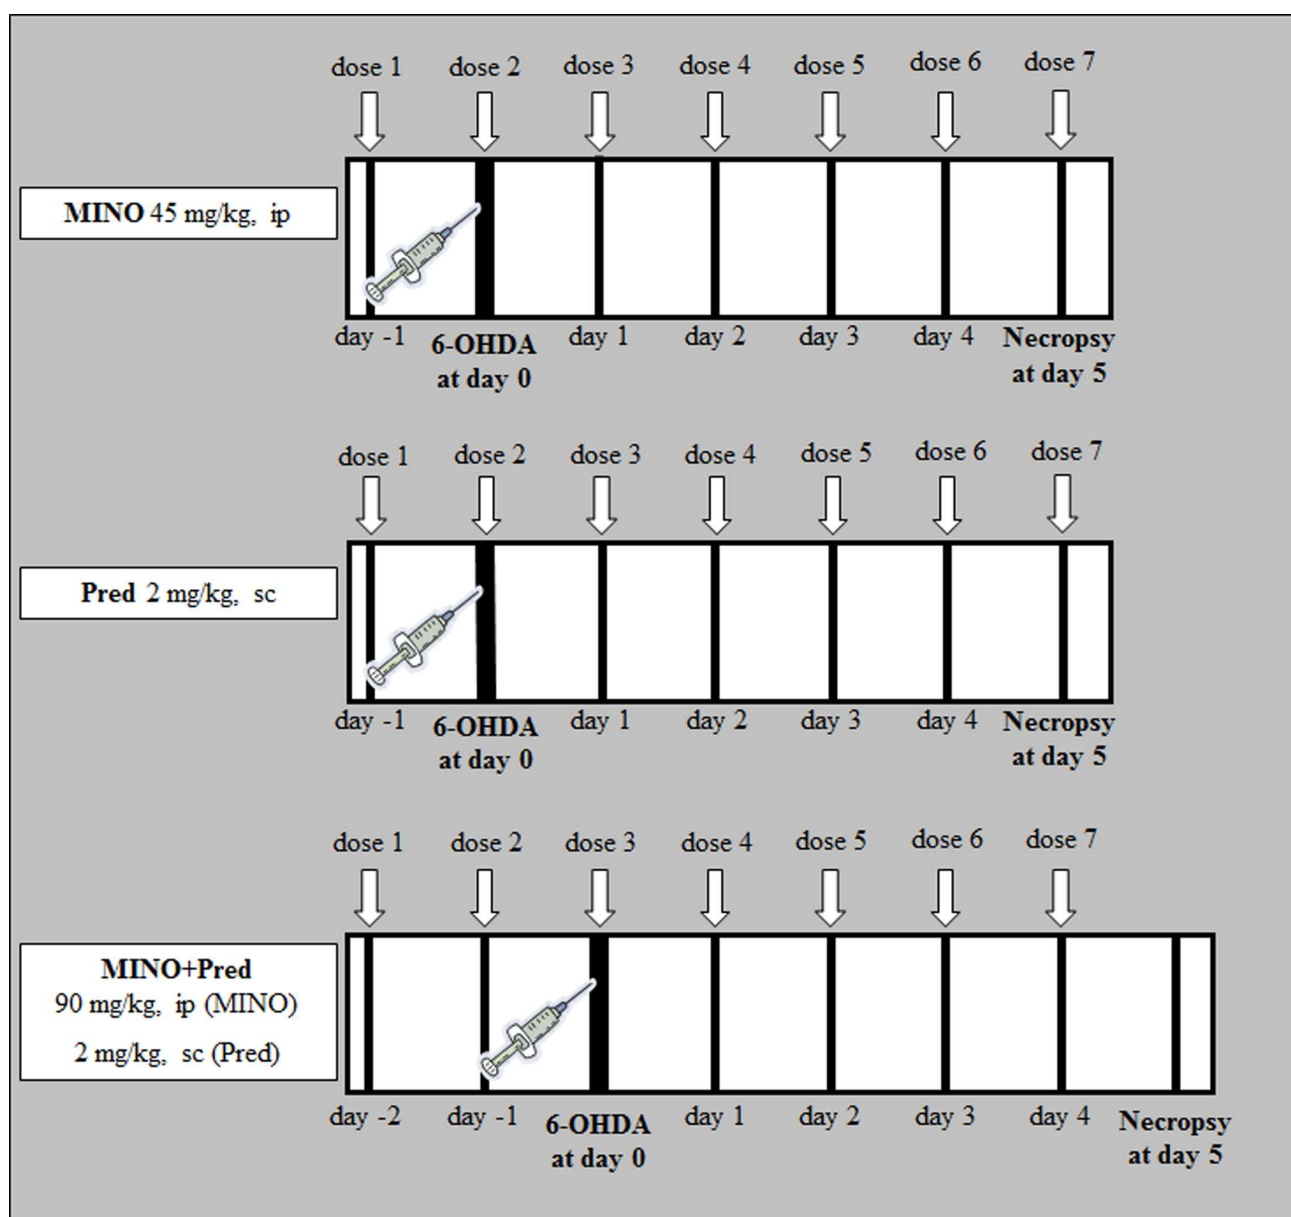 dose 1 dose 2 dose 3 dose 4 dose 5 dose 6 dose 7
MINO 45 mg/kg, ip
day -1 6-OHDA day 1 day 2 day 3 day 4 Necropsy
at day 0 at day 5
dose 1 dose 2 dose 3 dose 4 dose 5 dose 6 dose 7
Pred 2 mg/kg, sc
day -1 6-OHDA day 1 day 2 day 3 day 4 Necropsy
at day 0 at day 5
dose 1 dose 2 dose 3 dose 4 dose 5 dose 6 dose 7
MINO+Pred
90 mg/kg, ip (MINO)
2 mg/kg, sc (Pred)
day -2 day -1 6-OHDA day 1 day 2 day 3 day 4 Necropsy
at day 0 at day 5